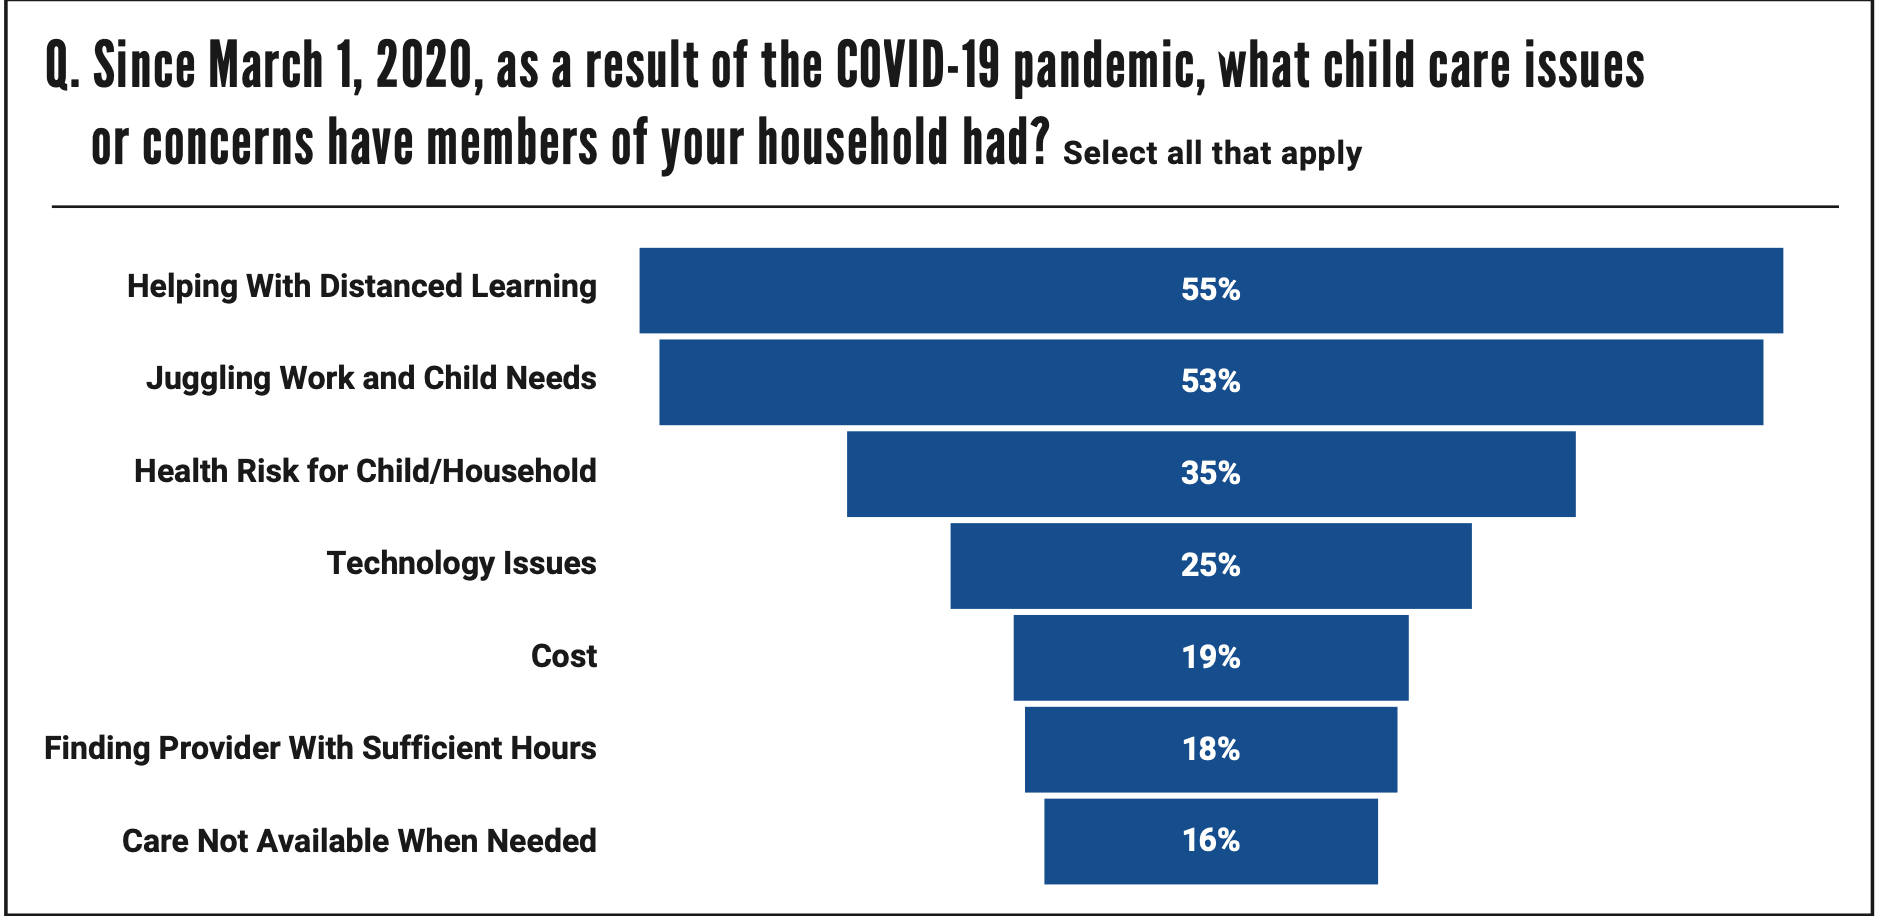 Q. Since March 1, 2020, as a result of the COVID-19 pandemic, what child care issues
or concerns have members of your household had? Select all that apply
Helping With Distanced Learning 55%
Juggling Work and Child Needs 53%
Health Risk for Child/Household 35%
Technology Issues 25%
Cost 19%
Finding Provider With Sufficient Hours 18%
Care Not Available When Needed 16%